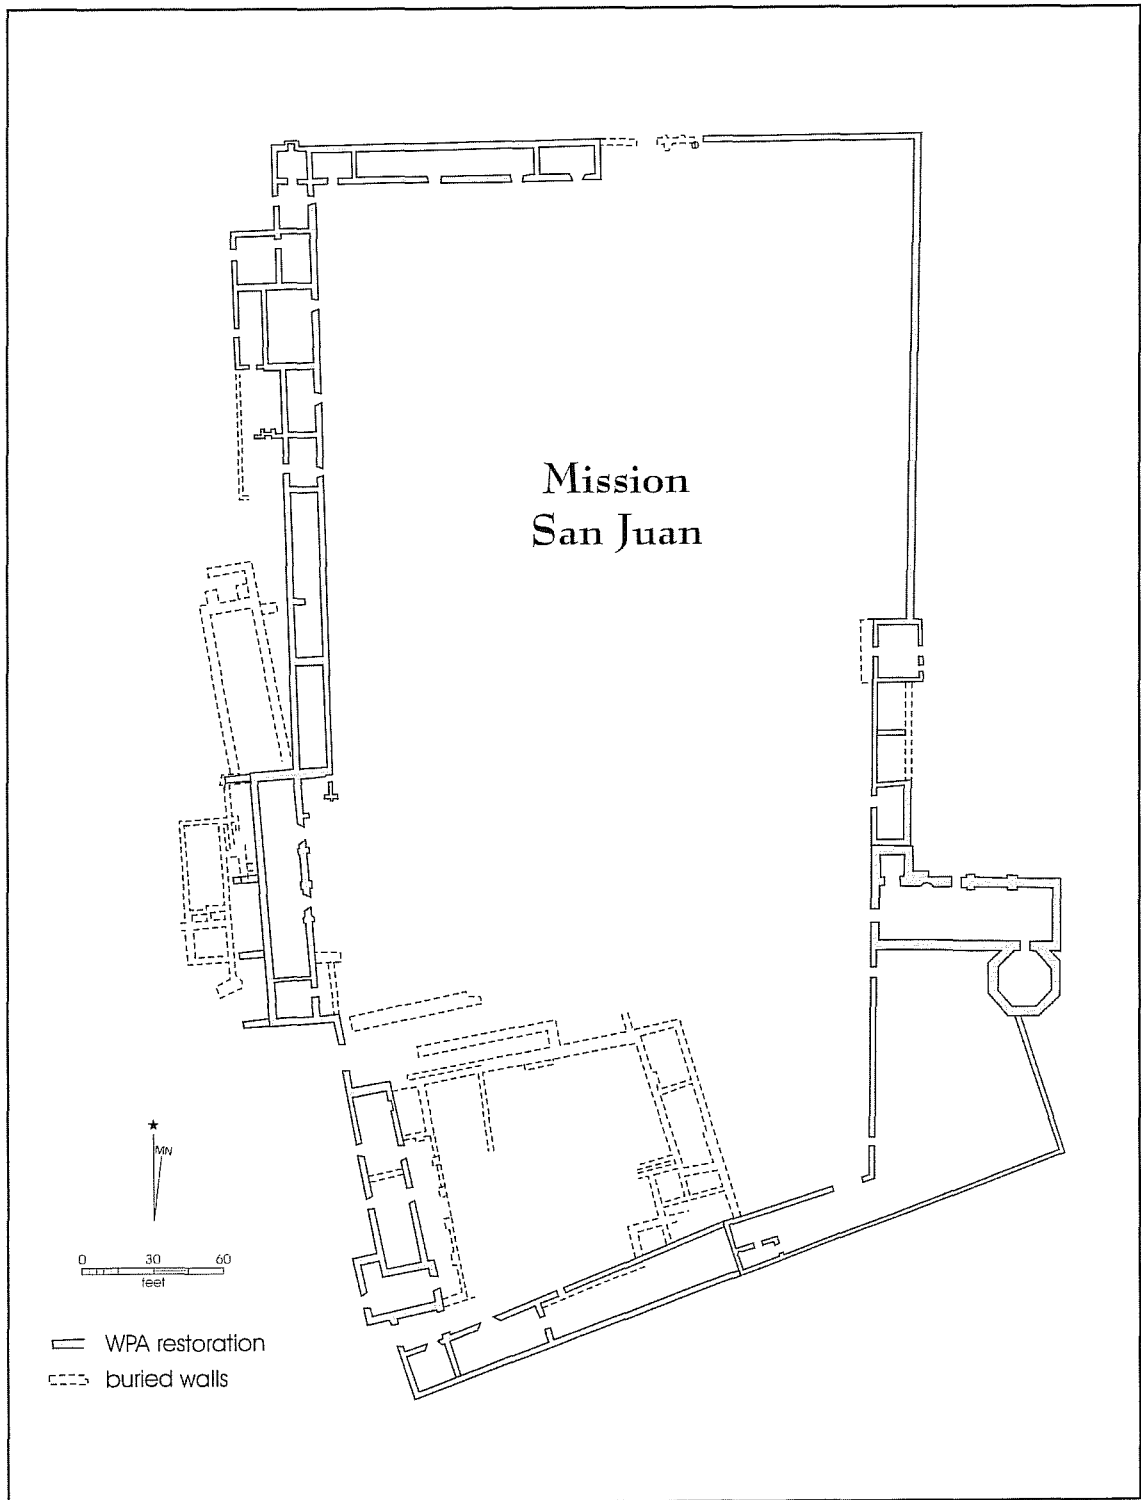 Mission
San Juan
MN
0 30 60
feet
WPA restoration
buried walls